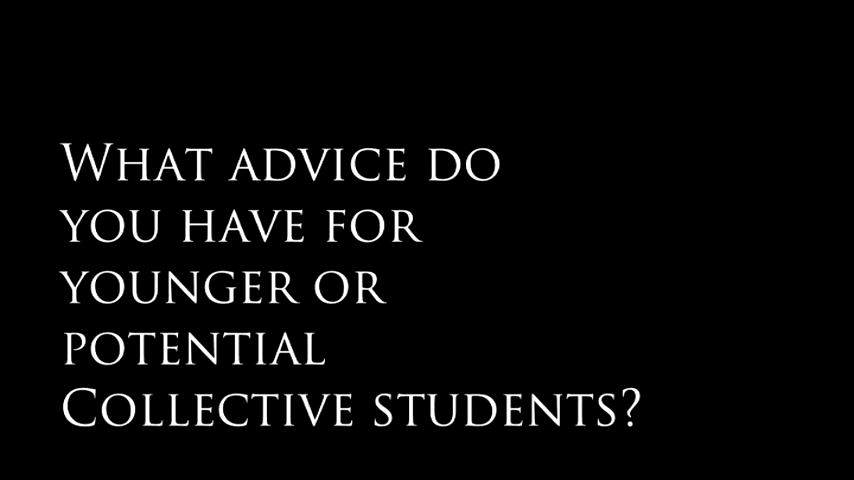 What advice do
you have for
younger or
potential
Collective students?